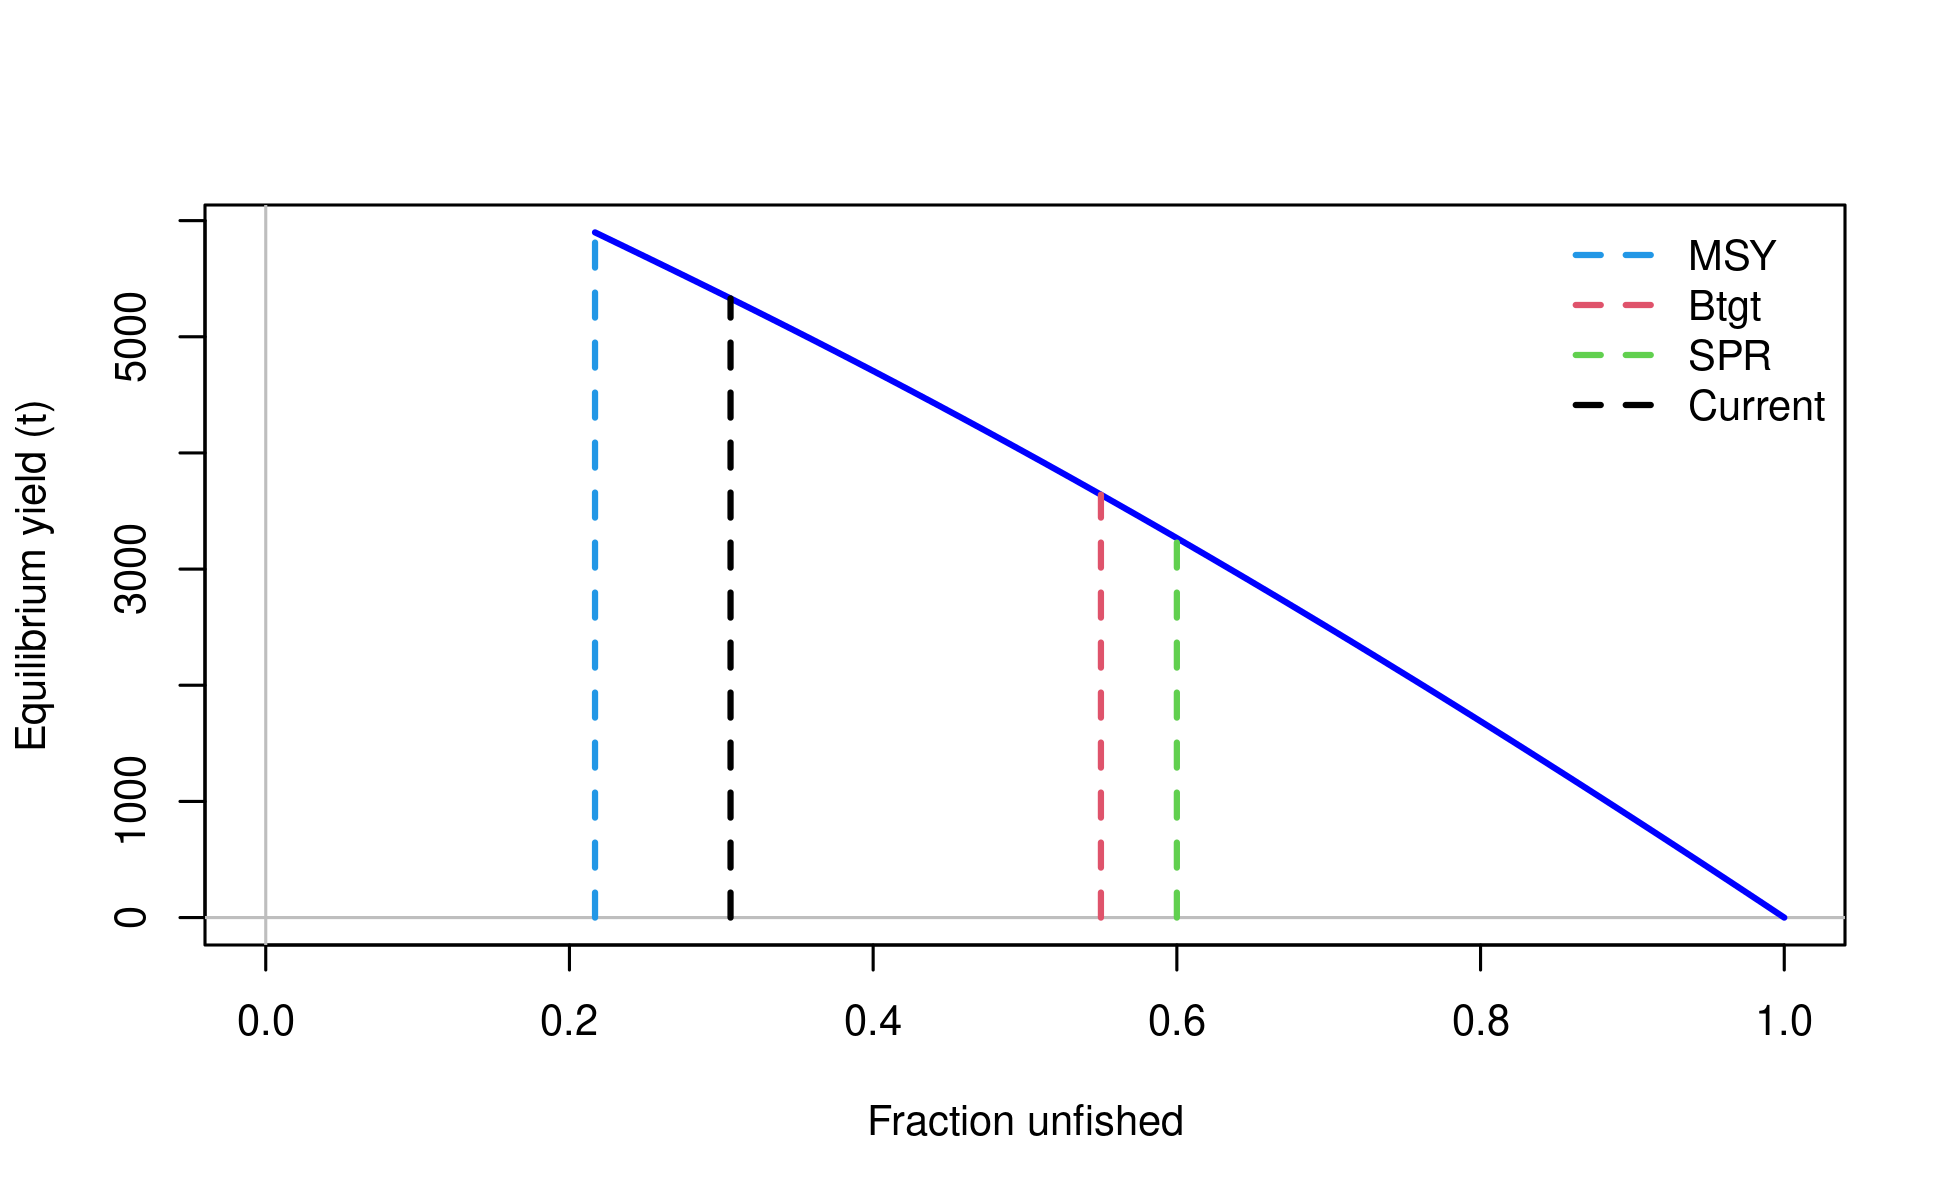 MSY
Btgt
SPR
Current
Equilibrium yield (t)
5000
3000
1000
0
0.0 0.2 0.4 0.6 0.8 1.0
Fraction unfished